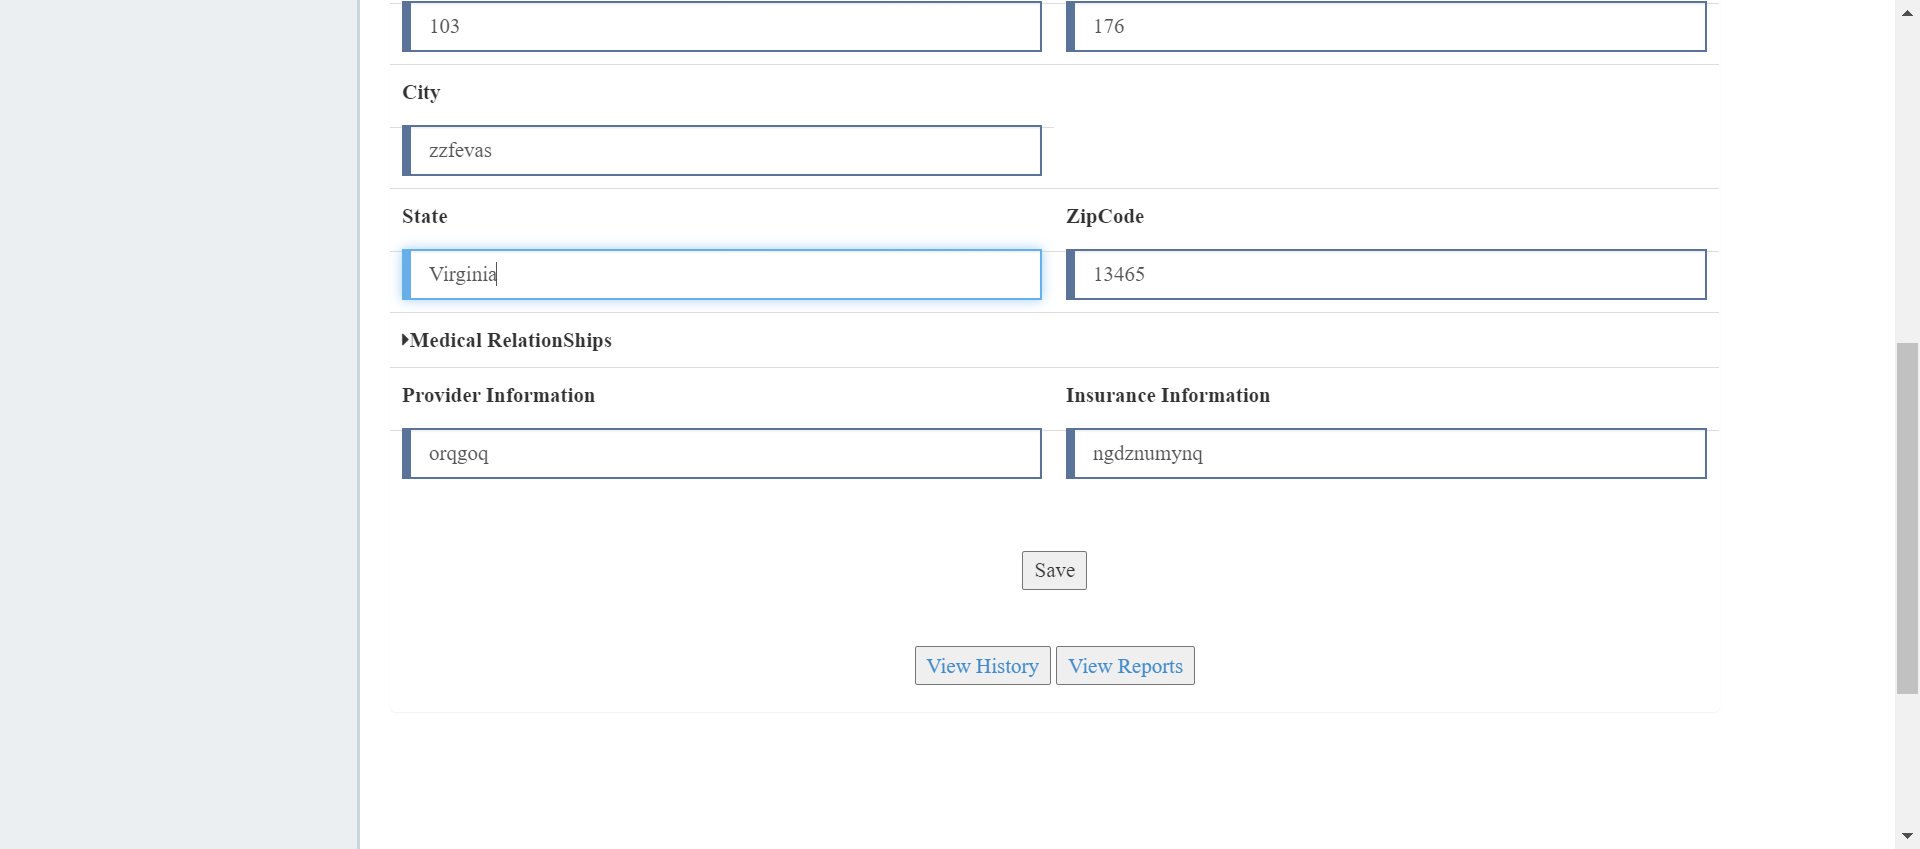 103
176
City
zzfevas
State
ZipCode
Virginia
13465
Medical RelationShips
Provider Information
Insurance Information
orqgoq
ngdznumynq
Save
View History
View Reports